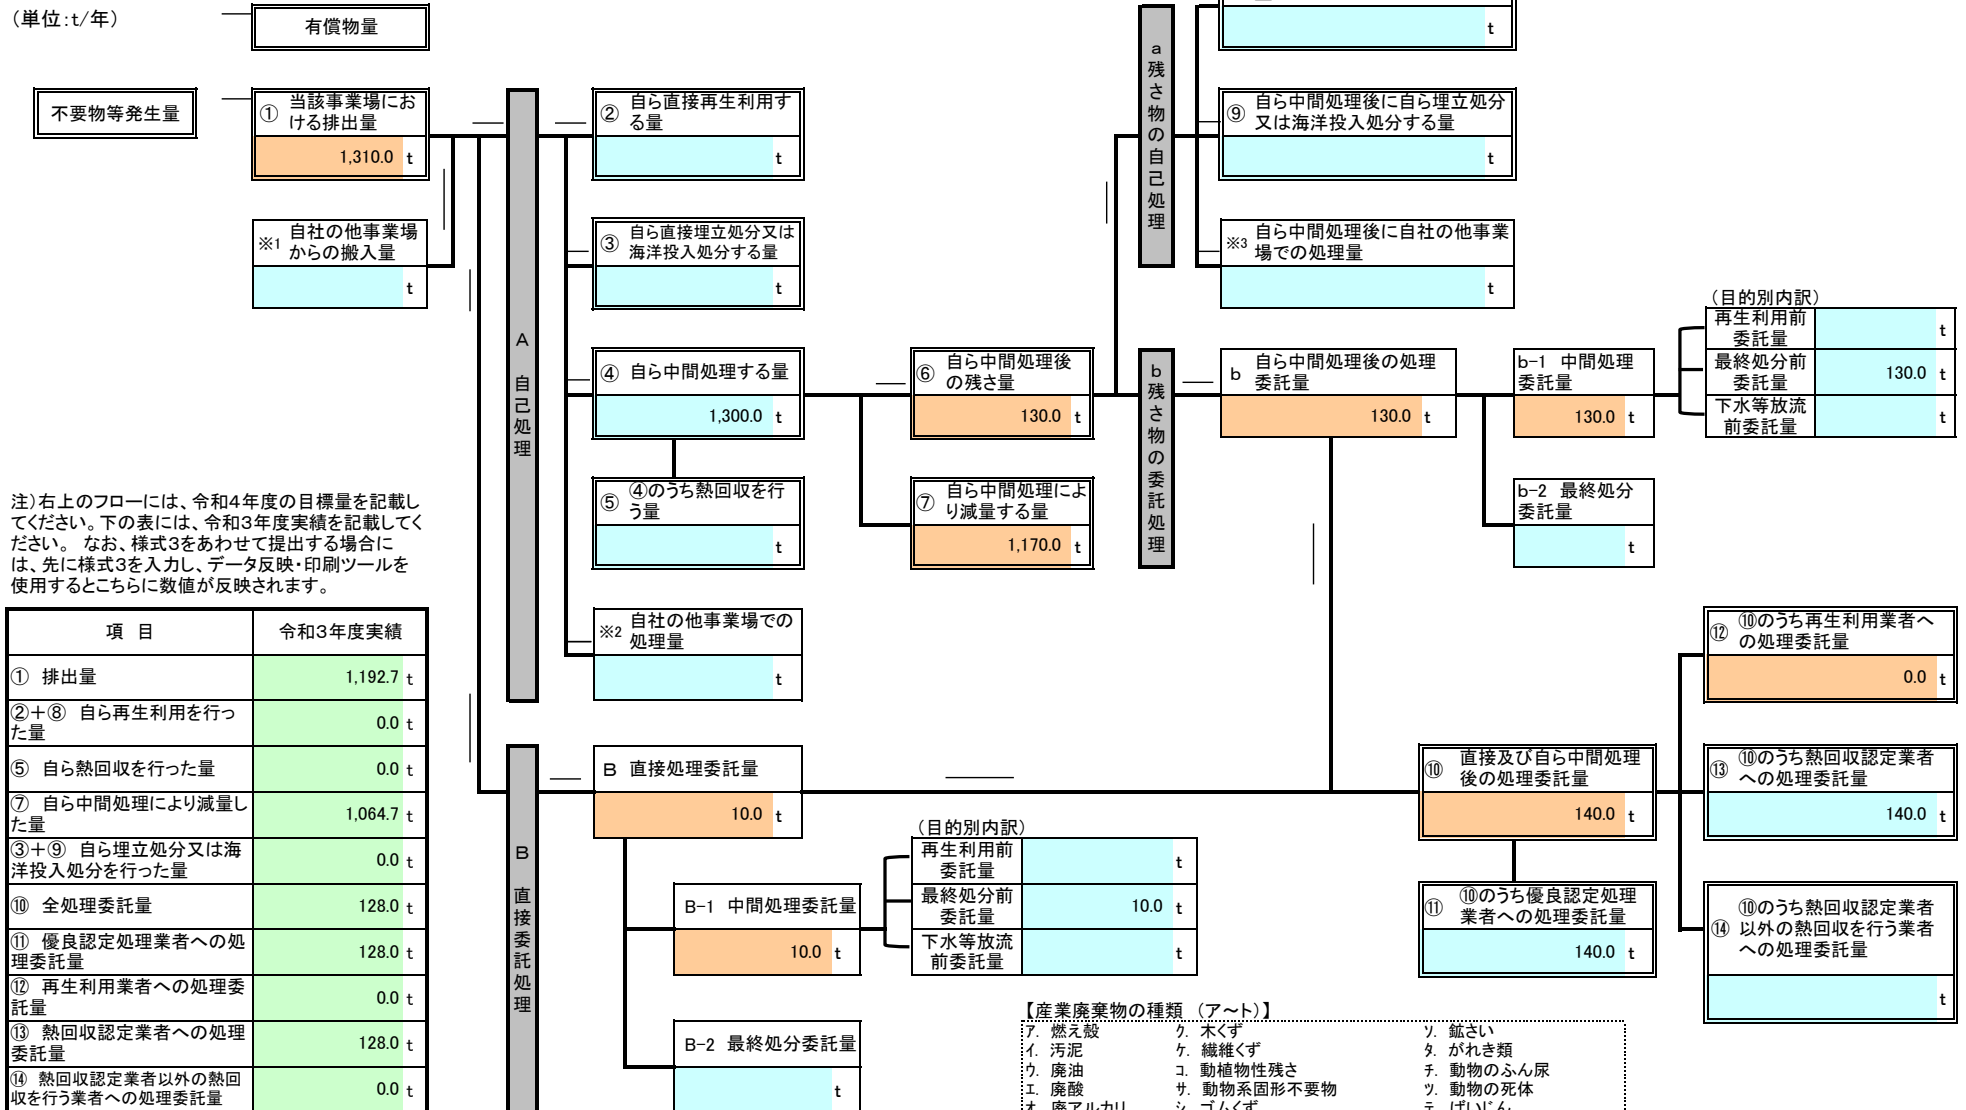 （単位：t/年）
有償物量
t
不要物等発生量
① 当該事業場にお
ける排出量
1,310.0 t
※1 自社の他事業場
からの搬入量
t
A 自己処理
② 自ら直接再生利用す
る量
t
③ 自ら直接埋立処分又は
海洋投入処分する量
t
④ 自ら中間処理する量
1,300.0 t
⑤ ④のうち熱回収を行
う量
t
※2 自社の他事業場での
処理量
t
⑥ 自ら中間処理後
の残さ量
130.0 t
⑦ 自ら中間処理によ
り減量する量
1,170.0 t
a 残さ物の自己処理
⑨ 自ら中間処理後に自ら埋立処分
又は海洋投入処分する量
t
※3 自ら中間処理後に自社の他事業
場での処理量
t
b 残さ物の委託処理
b 自ら中間処理後の処理
委託量
130.0 t
b-1 中間処理
委託量
130.0 t
b-2 最終処分
委託量
t
（目的別内訳）
再生利用前
委託量
t
最終処分前
委託量
130.0 t
下水等放流
前委託量
注）右上のフローには、令和４年度の目標量を記載し
てください。下の表には、令和３年度実績を記載してく
ださい。 なお、様式３をあわせて提出する場合に
は、先に様式３を入力し、データ反映・印刷ツールを
使用するとこちらに数値が反映されます。
項 目 令和３年度実績
① 排出量 1,192.7 t
②＋⑧ 自ら再生利用を行っ
た量 0.0 t
⑤ 自ら熱回収を行った量 0.0 t
⑦ 自ら中間処理により減量し
た量 1,064.7 t
③＋⑨ 自ら埋立処分又は海
洋投入処分を行った量 0.0 t
⑩ 全処理委託量 128.0 t
⑪ 優良認定処理業者への処
理委託量 128.0 t
⑫ 再生利用業者への処理委
託量 0.0 t
⑬ 熱回収認定業者への処理
委託量 128.0 t
⑭ 熱回収認定業者以外の熱回
収を行う業者への処理委託量 0.0 t
B 直接委託処理
B 直接処理委託量
10.0 t
B-1 中間処理委託量
10.0 t
B-2 最終処分委託量
t
（目的別内訳）
再生利用前
委託量
t
最終処分前
委託量
10.0 t
下水等放流
前委託量
t
⑩ 直接及び自ら中間処理
後の処理委託量
140.0 t
⑪ ⑩のうち優良認定処理
業者への処理委託量
140.0 t
⑫ ⑩のうち再生利用業者へ
の処理委託量
0.0 t
⑬ ⑩のうち熱回収認定業者
への処理委託量
140.0 t
⑭ ⑩のうち熱回収認定業者
以外の熱回収を行う業者
への処理委託量
t
【産業廃棄物の種類 （ア～ト）】
ｱ. 燃え殻 ｸ. 木くず ｿ. 鉱さい
ｲ. 汚泥 ｹ. 繊維くず ﾀ. がれき類
ｳ. 廃油 ｺ. 動植物性残さ ﾁ. 動物のふん尿
ｴ. 廃酸 ｻ. 動物系固形不要物 ﾂ. 動物の死体
ｵ. 廃アルカリ ｼ. ゴムくず ﾃ. ばいじん